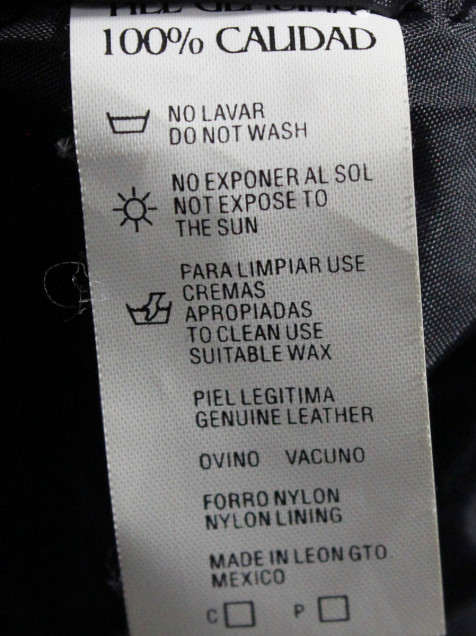 PIEL GENUINA
100% CALIDAD
NO LAVAR
DO NOT WASH
NO EXPONER AL SOL
NOT EXPOSE TO
THE SUN
PARA LIMPIAR USE
CREMAS
APROPIADAS
TO CLEAN USE
SUITABLE WAX
PIEL LEGITIMA
GENUINE LEATHER
OVINO VACUNO
FORRO NYLON
NYLON LINING
MADE IN LEON GTO.
MEXICO
C P